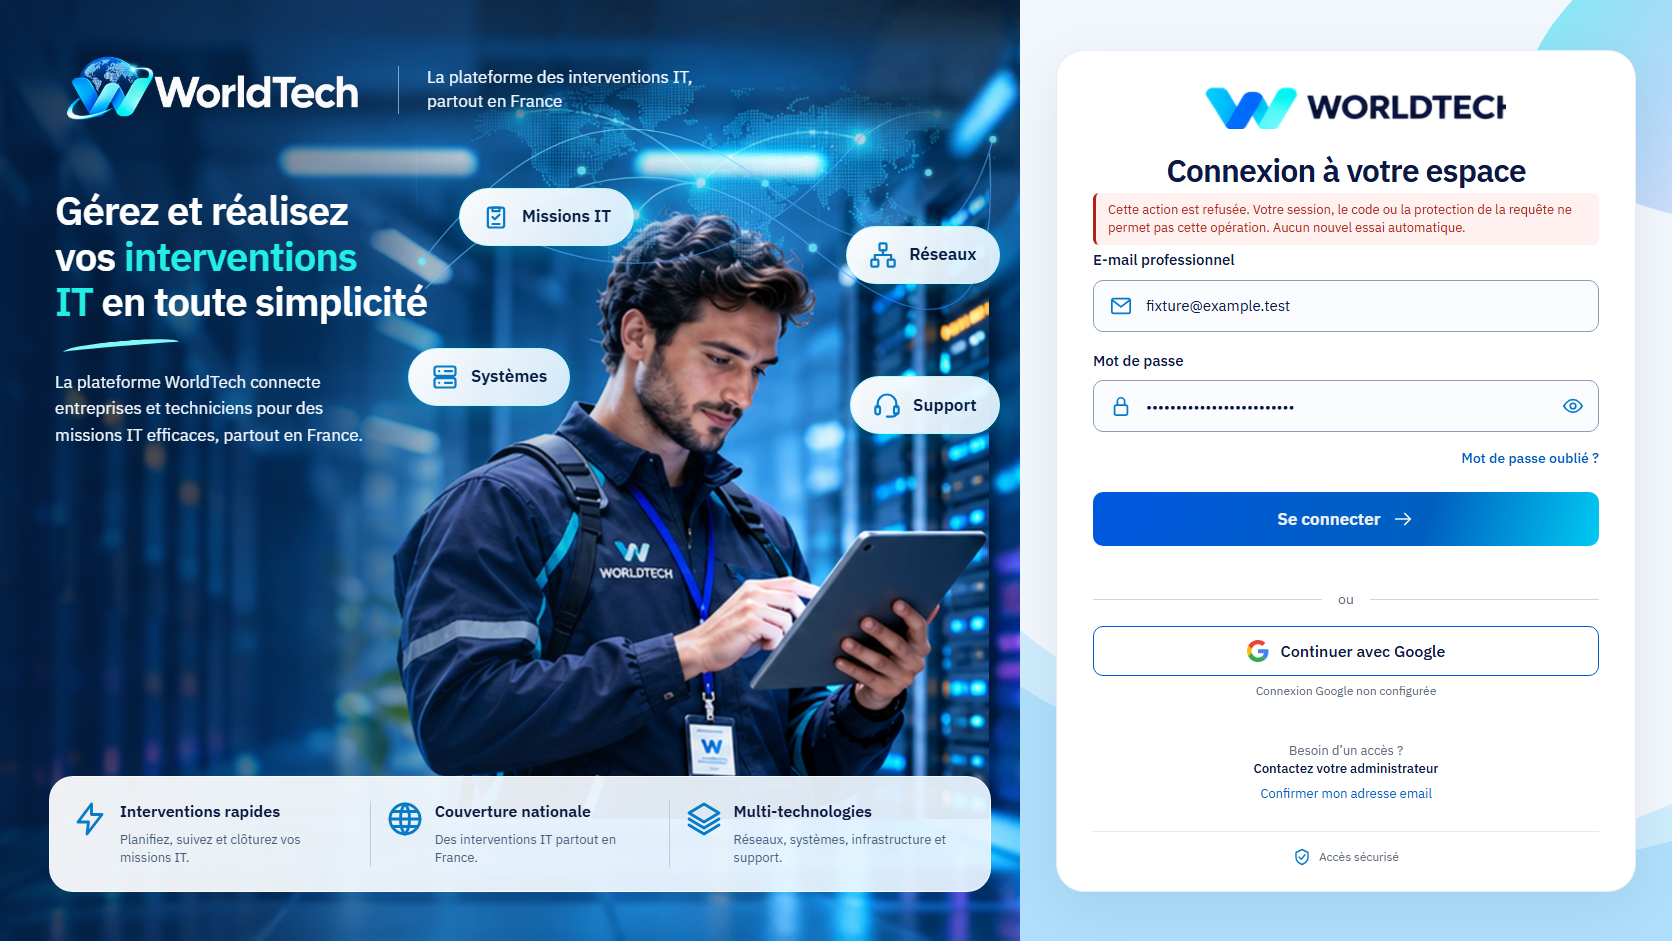 WorldTech
La plateforme des interventions IT,
partout en France
Gérez et réalisez
vos interventions
IT en toute simplicité
La plateforme WorldTech connecte
entreprises et techniciens pour des
missions IT efficaces, partout en France.
Missions IT
Réseaux
Systèmes
Support
W
WORLDTECH
W
Interventions rapides
Planifiez, suivez et clôturez vos
missions IT.
Couverture nationale
Des interventions IT partout en
France.
Multi-technologies
Réseaux, systèmes, infrastructure et
support.
WORLDTECH
Connexion à votre espace
Cette action est refusée. Votre session, le code ou la protection de la requête ne
permet pas cette opération. Aucun nouvel essai automatique.
E-mail professionnel
fixture@example.test
Mot de passe
•••••••••••••••••••••••••
Mot de passe oublié ?
Se connecter
ou
Continuer avec Google
Connexion Google non configurée
Besoin d’un accès ?
Contactez votre administrateur
Confirmer mon adresse email
Accès sécurisé